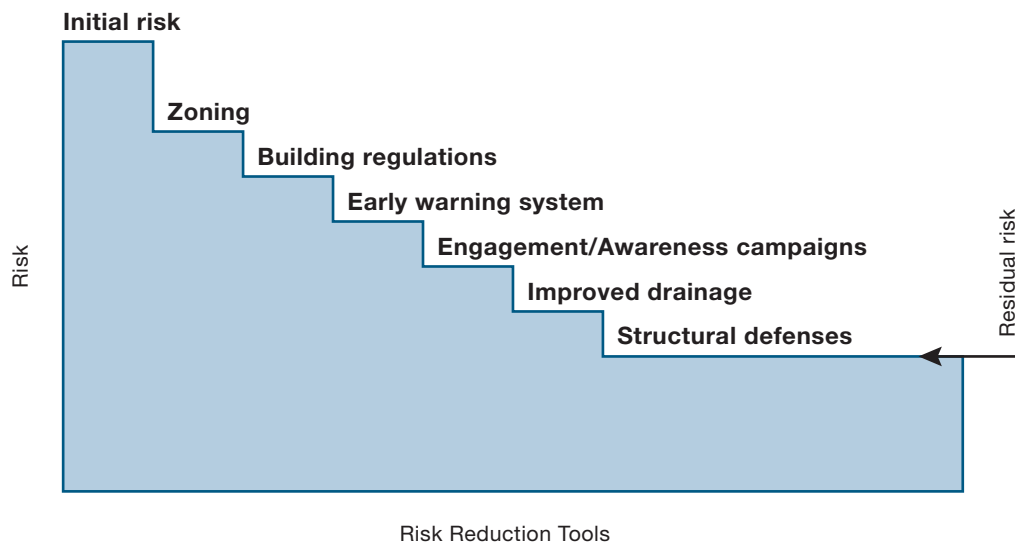 Initial risk
Zoning
Building regulations
Early warning system
Engagement/Awareness campaigns
Improved drainage
Structural defenses
Risk
Residual risk
Risk Reduction Tools